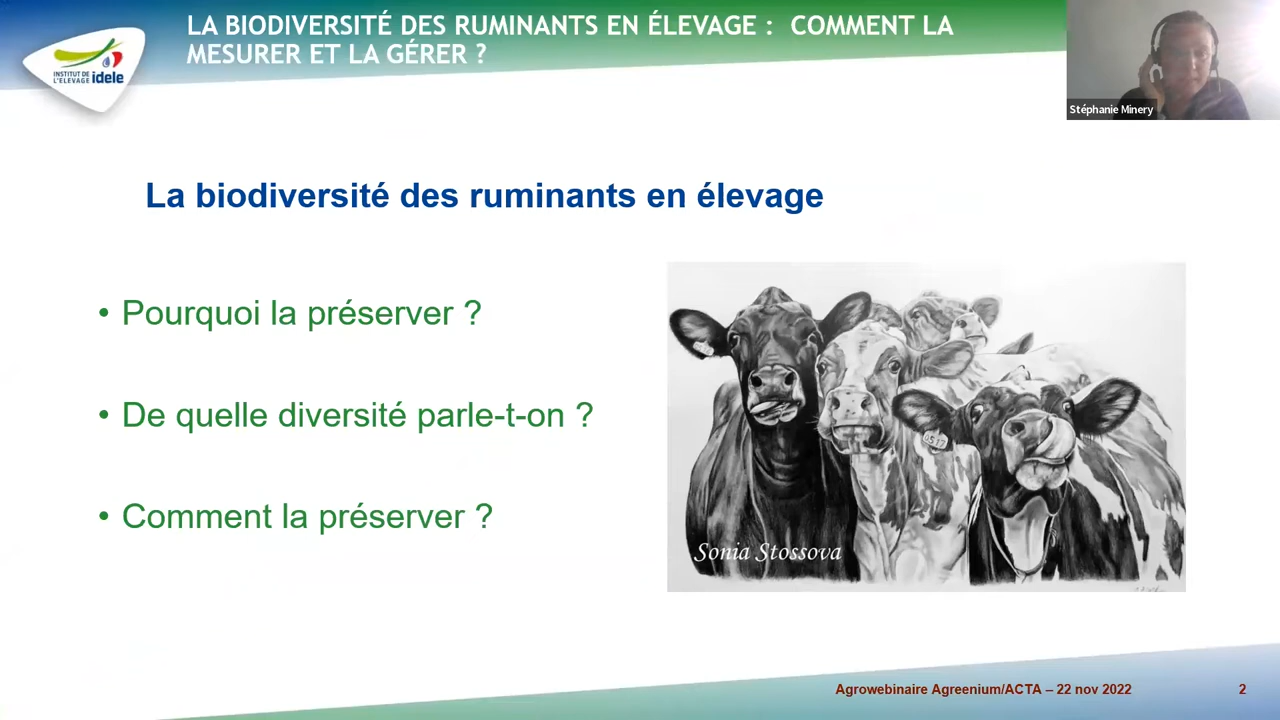 LA BIODIVERSITÉ DES RUMINANTS EN ÉLEVAGE : COMMENT LA
MESURER ET LA GÉRER ?
INSTITUT DE
L'ELEVAGE idele
Stéphanie Minery
La biodiversité des ruminants en élevage
• Pourquoi la préserver ?
• De quelle diversité parle-t-on ?
• Comment la préserver ?
0517
Sonia Stossova
Agrowebinaire Agreenium/ACTA – 22 nov 2022
2